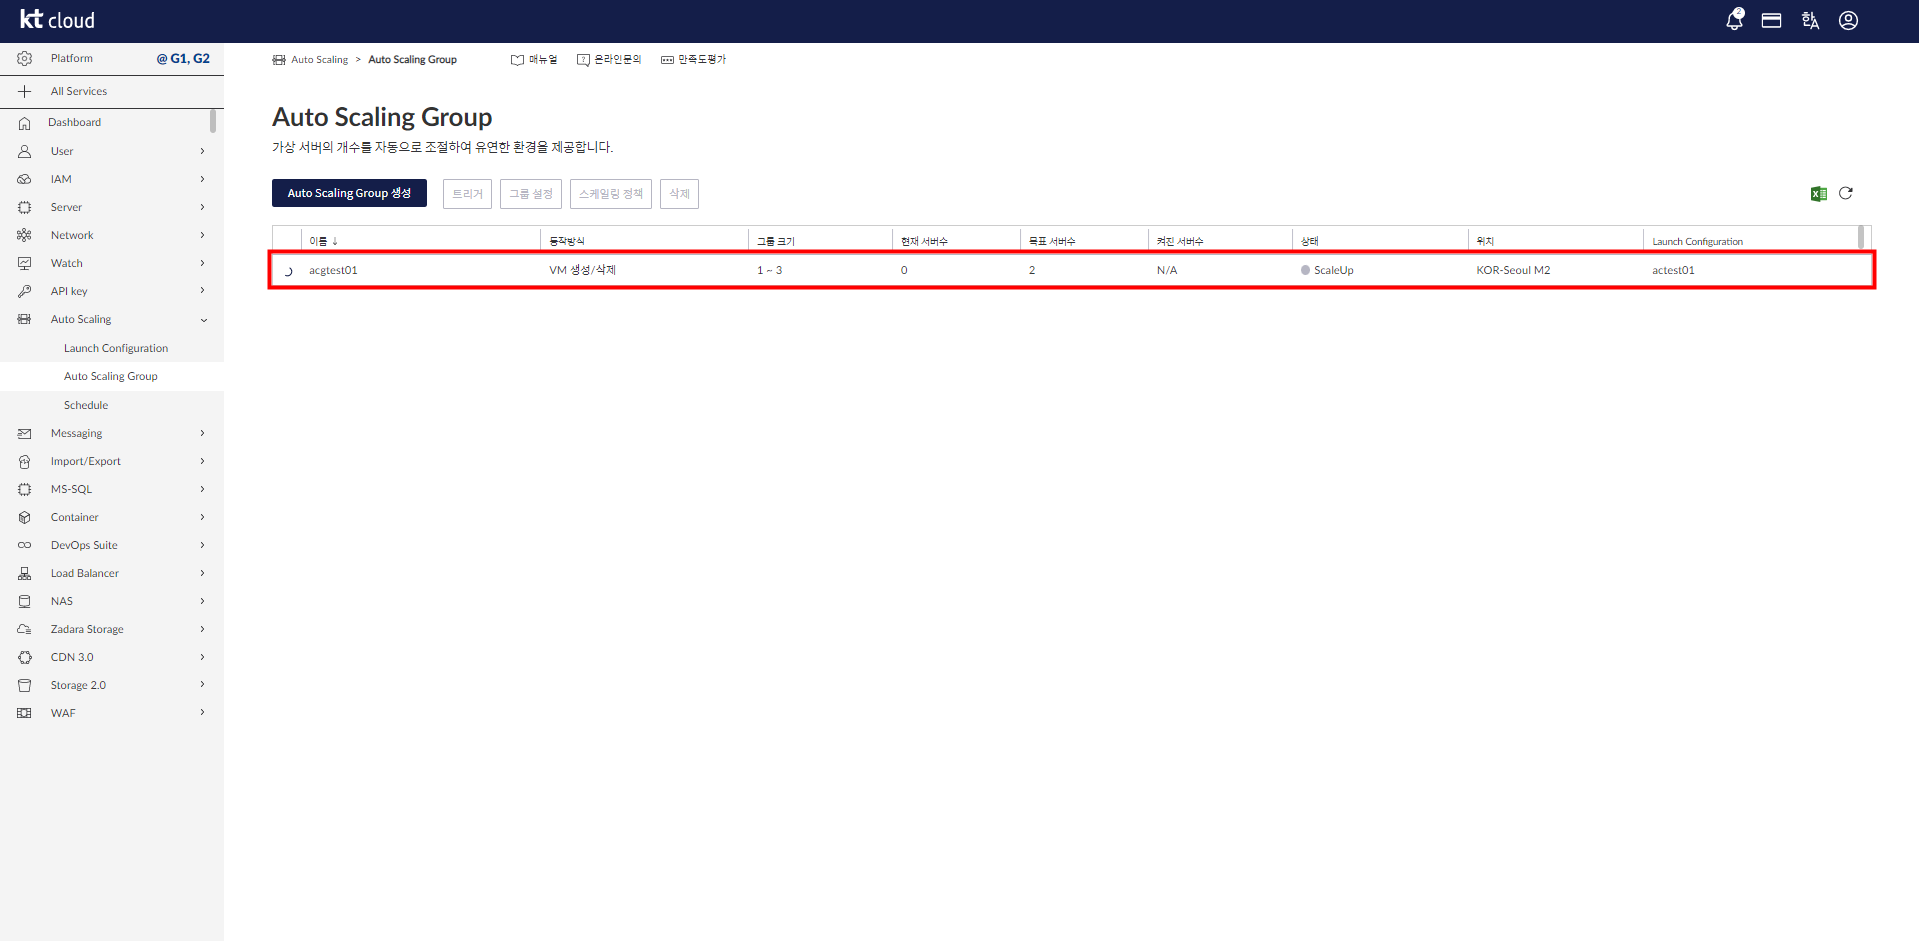 kt cloud
2
한A
Platform @ G1, G2
All Services
Dashboard
User
IAM
Server
Network
Watch
API key
Auto Scaling
Launch Configuration
Auto Scaling Group
Schedule
Messaging
Import/Export
MS-SQL
Container
DevOps Suite
Load Balancer
NAS
Zadara Storage
CDN 3.0
Storage 2.0
WAF
Auto Scaling > Auto Scaling Group 매뉴얼 온라인문의 만족도평가
Auto Scaling Group
가상 서버의 개수를 자동으로 조절하여 유연한 환경을 제공합니다.
Auto Scaling Group 생성 트리거 그룹 설정 스케일링 정책 삭제
이름 ↓ 동작방식 그룹 크기 현재 서버수 목표 서버수 켜진 서버수 상태 위치 Launch Configuration
acgtest01 VM 생성/삭제 1 ~ 3 0 2 N/A ScaleUp KOR-Seoul M2 actest01